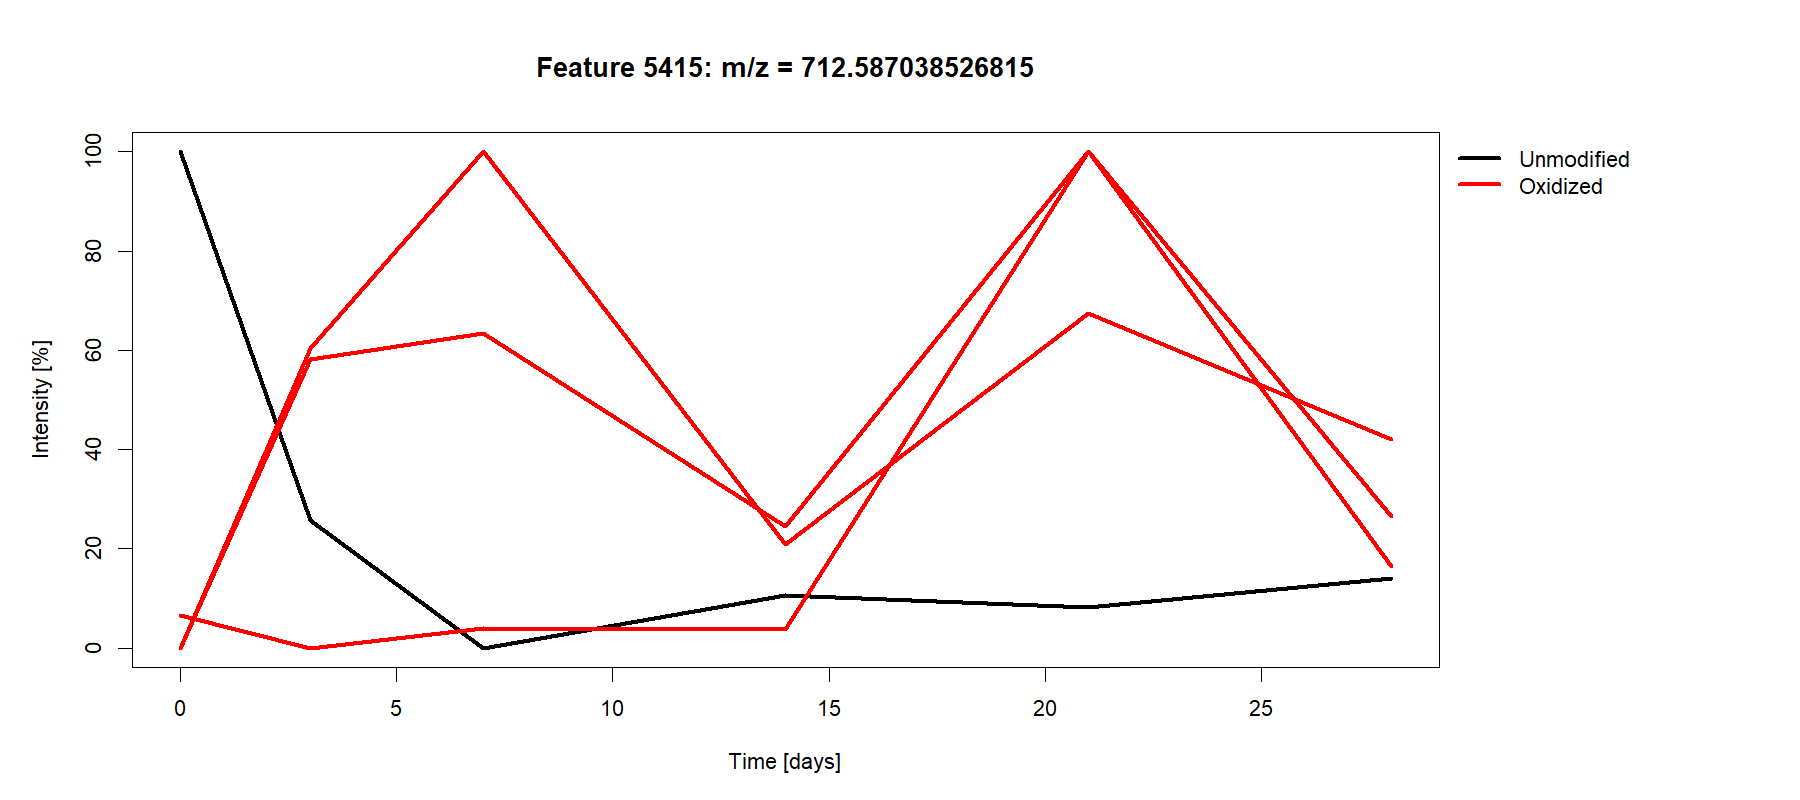 Feature 5415: m/z = 712.587038526815
Unmodified
Oxidized
Intensity [%]
100
80
60
40
20
0
0 5 10 15 20 25
Time [days]